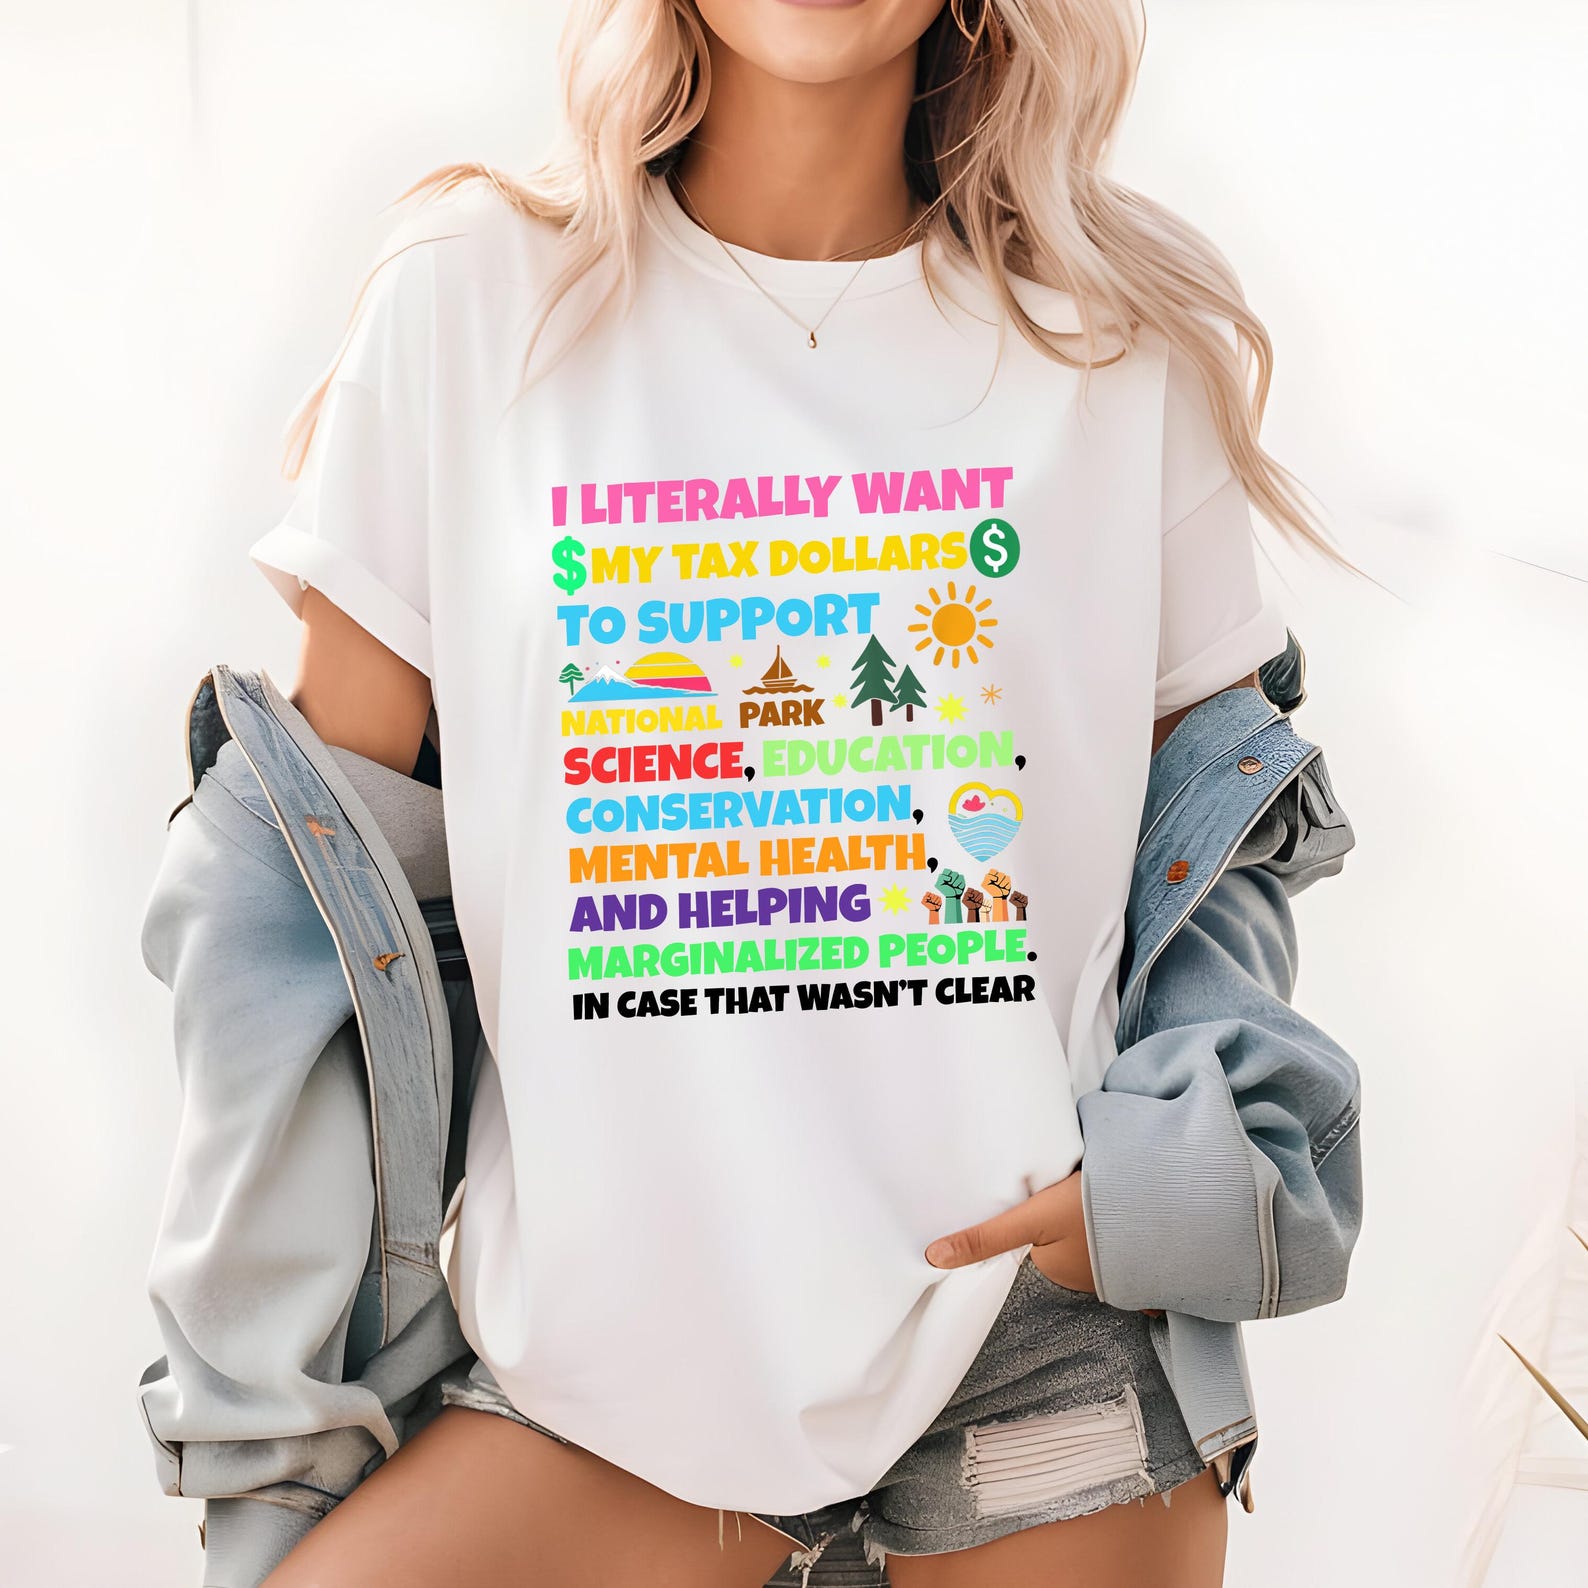 I LITERALLY WANT
$ MY TAX DOLLARS $
TO SUPPORT
NATIONAL PARK
SCIENCE, EDUCATION,
CONSERVATION,
MENTAL HEALTH,
AND HELPING
MARGINALIZED PEOPLE.
IN CASE THAT WASN'T CLEAR